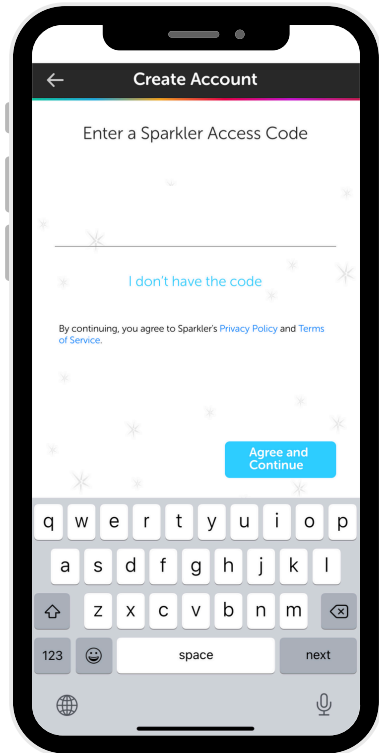 Create Account
Enter a Sparkler Access Code
I don't have the code
By continuing, you agree to Sparkler's Privacy Policy and Terms
of Service.
Agree and
Continue
q w e r t y u i o p
a s d f g h j k l
z x c v b n m
123 space next